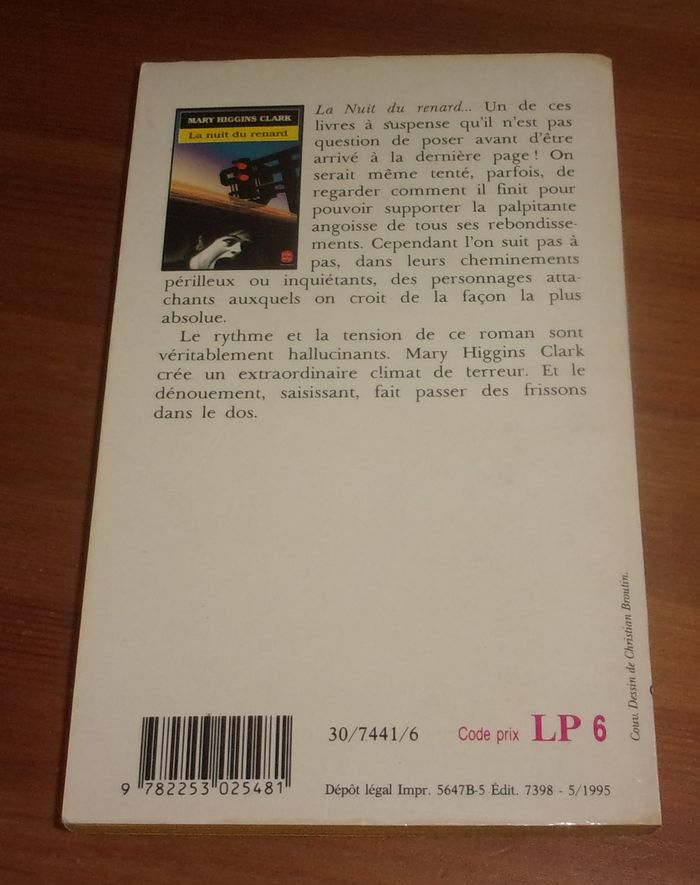 MARY HIGGINS CLARK
La nuit du renard
La Nuit du renard... Un de ces
livres à suspense qu'il n'est pas
question de poser avant d'être
arrivé à la dernière page ! On
serait même tenté, parfois, de
regarder comment il finit pour
pouvoir supporter la palpitante
angoisse de tous ses rebondisse-
ments. Cependant l'on suit pas à
pas, dans leurs cheminements
périlleux ou inquiétants, des personnages atta-
chants auxquels on croit de la façon la plus
absolue.
Le rythme et la tension de ce roman sont
véritablement hallucinants. Mary Higgins Clark
crée un extraordinaire climat de terreur. Et le
dénouement, saisissant, fait passer des frissons
dans le dos.
Couv. Dessin de Christian Broutin.
30/7441/6
Code prix LP 6
9 782253 025481
Dépôt légal Impr. 5647B-5 Édit. 7398 - 5/1995